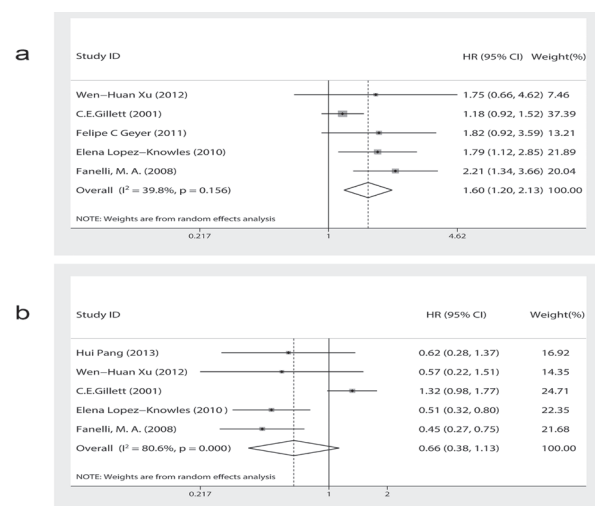 a
Study ID HR (95% CI) Weight(%)
Wen−Huan Xu (2012) 1.75 (0.66, 4.62) 7.46
C.E.Gillett (2001) 1.18 (0.92, 1.52) 37.39
Felipe C Geyer (2011) 1.82 (0.92, 3.59) 13.21
Elena Lopez−Knowles (2010) 1.79 (1.12, 2.85) 21.89
Fanelli, M. A. (2008) 2.21 (1.34, 3.66) 20.04
Overall (I² = 39.8%, p = 0.156) 1.60 (1.20, 2.13) 100.00
NOTE: Weights are from random effects analysis
0.217 1 4.62
b
Study ID HR (95% CI) Weight(%)
Hui Pang (2013) 0.62 (0.28, 1.37) 16.92
Wen−Huan Xu (2012) 0.57 (0.22, 1.51) 14.35
C.E.Gillett (2001) 1.32 (0.98, 1.77) 24.71
Elena Lopez−Knowles (2010 ) 0.51 (0.32, 0.80) 22.35
Fanelli, M. A. (2008) 0.45 (0.27, 0.75) 21.68
Overall (I² = 80.6%, p = 0.000) 0.66 (0.38, 1.13) 100.00
NOTE: Weights are from random effects analysis
0.217 1 2